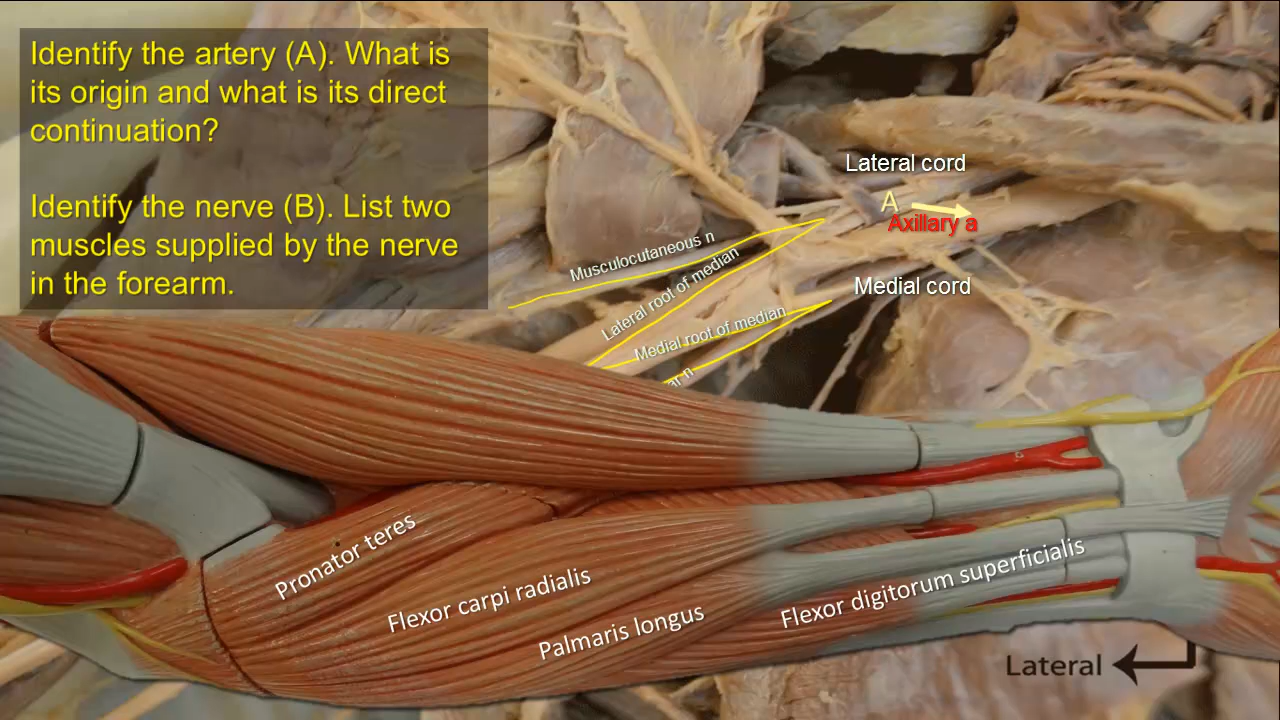 Identify the artery (A). What is
its origin and what is its direct
continuation?
Identify the nerve (B). List two
muscles supplied by the nerve
in the forearm.
Lateral cord
A
Axillary a
Musculocutaneous n
Lateral root of median
Medial cord
Medial root of median
n
Pronator teres
Flexor carpi radialis
Palmaris longus
Flexor digitorum superficialis
Lateral